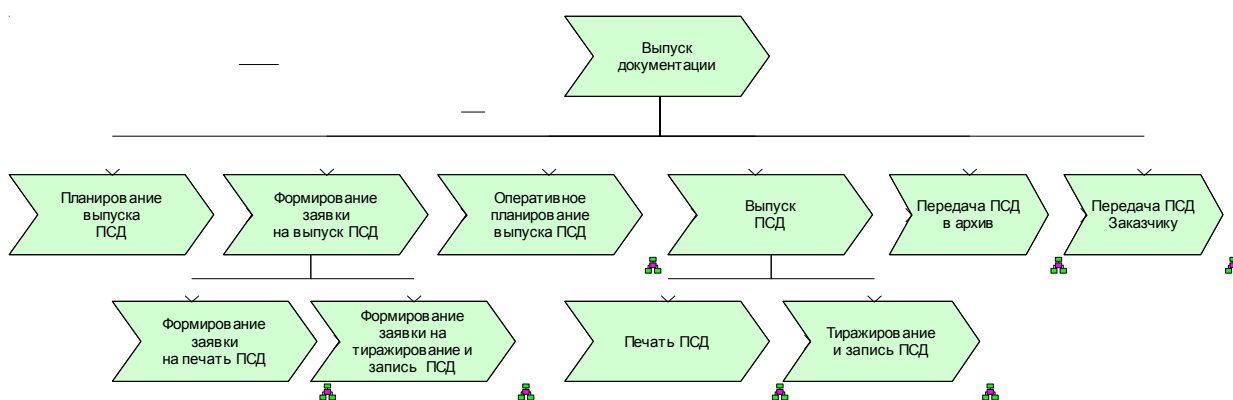 Выпуск
документации
Планирование
выпуска
ПСД
Формирование
заявки
на выпуск ПСД
Оперативное
планирование
выпуска ПСД
Выпуск
ПСД
Передача ПСД
в архив
Передача ПСД
Заказчику
Формирование
заявки
на печать ПСД
Формирование
заявки на
тиражирование и
запись ПСД
Печать ПСД
Тиражирование
и запись ПСД